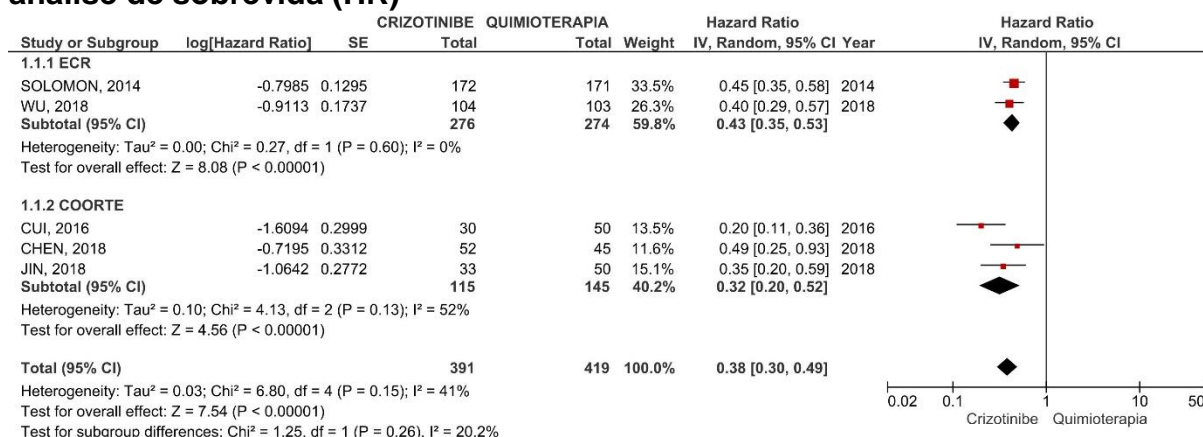 análise de sobrevida (HR)
CRIZOTINIBE QUIMIOTERAPIA Hazard Ratio Hazard Ratio
Study or Subgroup log[Hazard Ratio] SE Total Total Weight IV, Random, 95% CI Year IV, Random, 95% CI
1.1.1 ECR
SOLOMON, 2014 -0.7985 0.1295 172 171 33.5% 0.45 [0.35, 0.58] 2014
WU, 2018 -0.9113 0.1737 104 103 26.3% 0.40 [0.29, 0.57] 2018
Subtotal (95% CI) 276 274 59.8% 0.43 [0.35, 0.53]
Heterogeneity: Tau² = 0.00; Chi² = 0.27, df = 1 (P = 0.60); I² = 0%
Test for overall effect: Z = 8.08 (P < 0.00001)
1.1.2 COORTE
CUI, 2016 -1.6094 0.2999 30 50 13.5% 0.20 [0.11, 0.36] 2016
CHEN, 2018 -0.7195 0.3312 52 45 11.6% 0.49 [0.25, 0.93] 2018
JIN, 2018 -1.0642 0.2772 33 50 15.1% 0.35 [0.20, 0.59] 2018
Subtotal (95% CI) 115 145 40.2% 0.32 [0.20, 0.52]
Heterogeneity: Tau² = 0.10; Chi² = 4.13, df = 2 (P = 0.13); I² = 52%
Test for overall effect: Z = 4.56 (P < 0.00001)
Total (95% CI) 391 419 100.0% 0.38 [0.30, 0.49]
Heterogeneity: Tau² = 0.03; Chi² = 6.80, df = 4 (P = 0.15); I² = 41%
Test for overall effect: Z = 7.54 (P < 0.00001)
Test for subgroup differences: Chi² = 1.25, df = 1 (P = 0.26), I² = 20.2%
0.02 0.1 1 10 50
Crizotinibe Quimioterapia